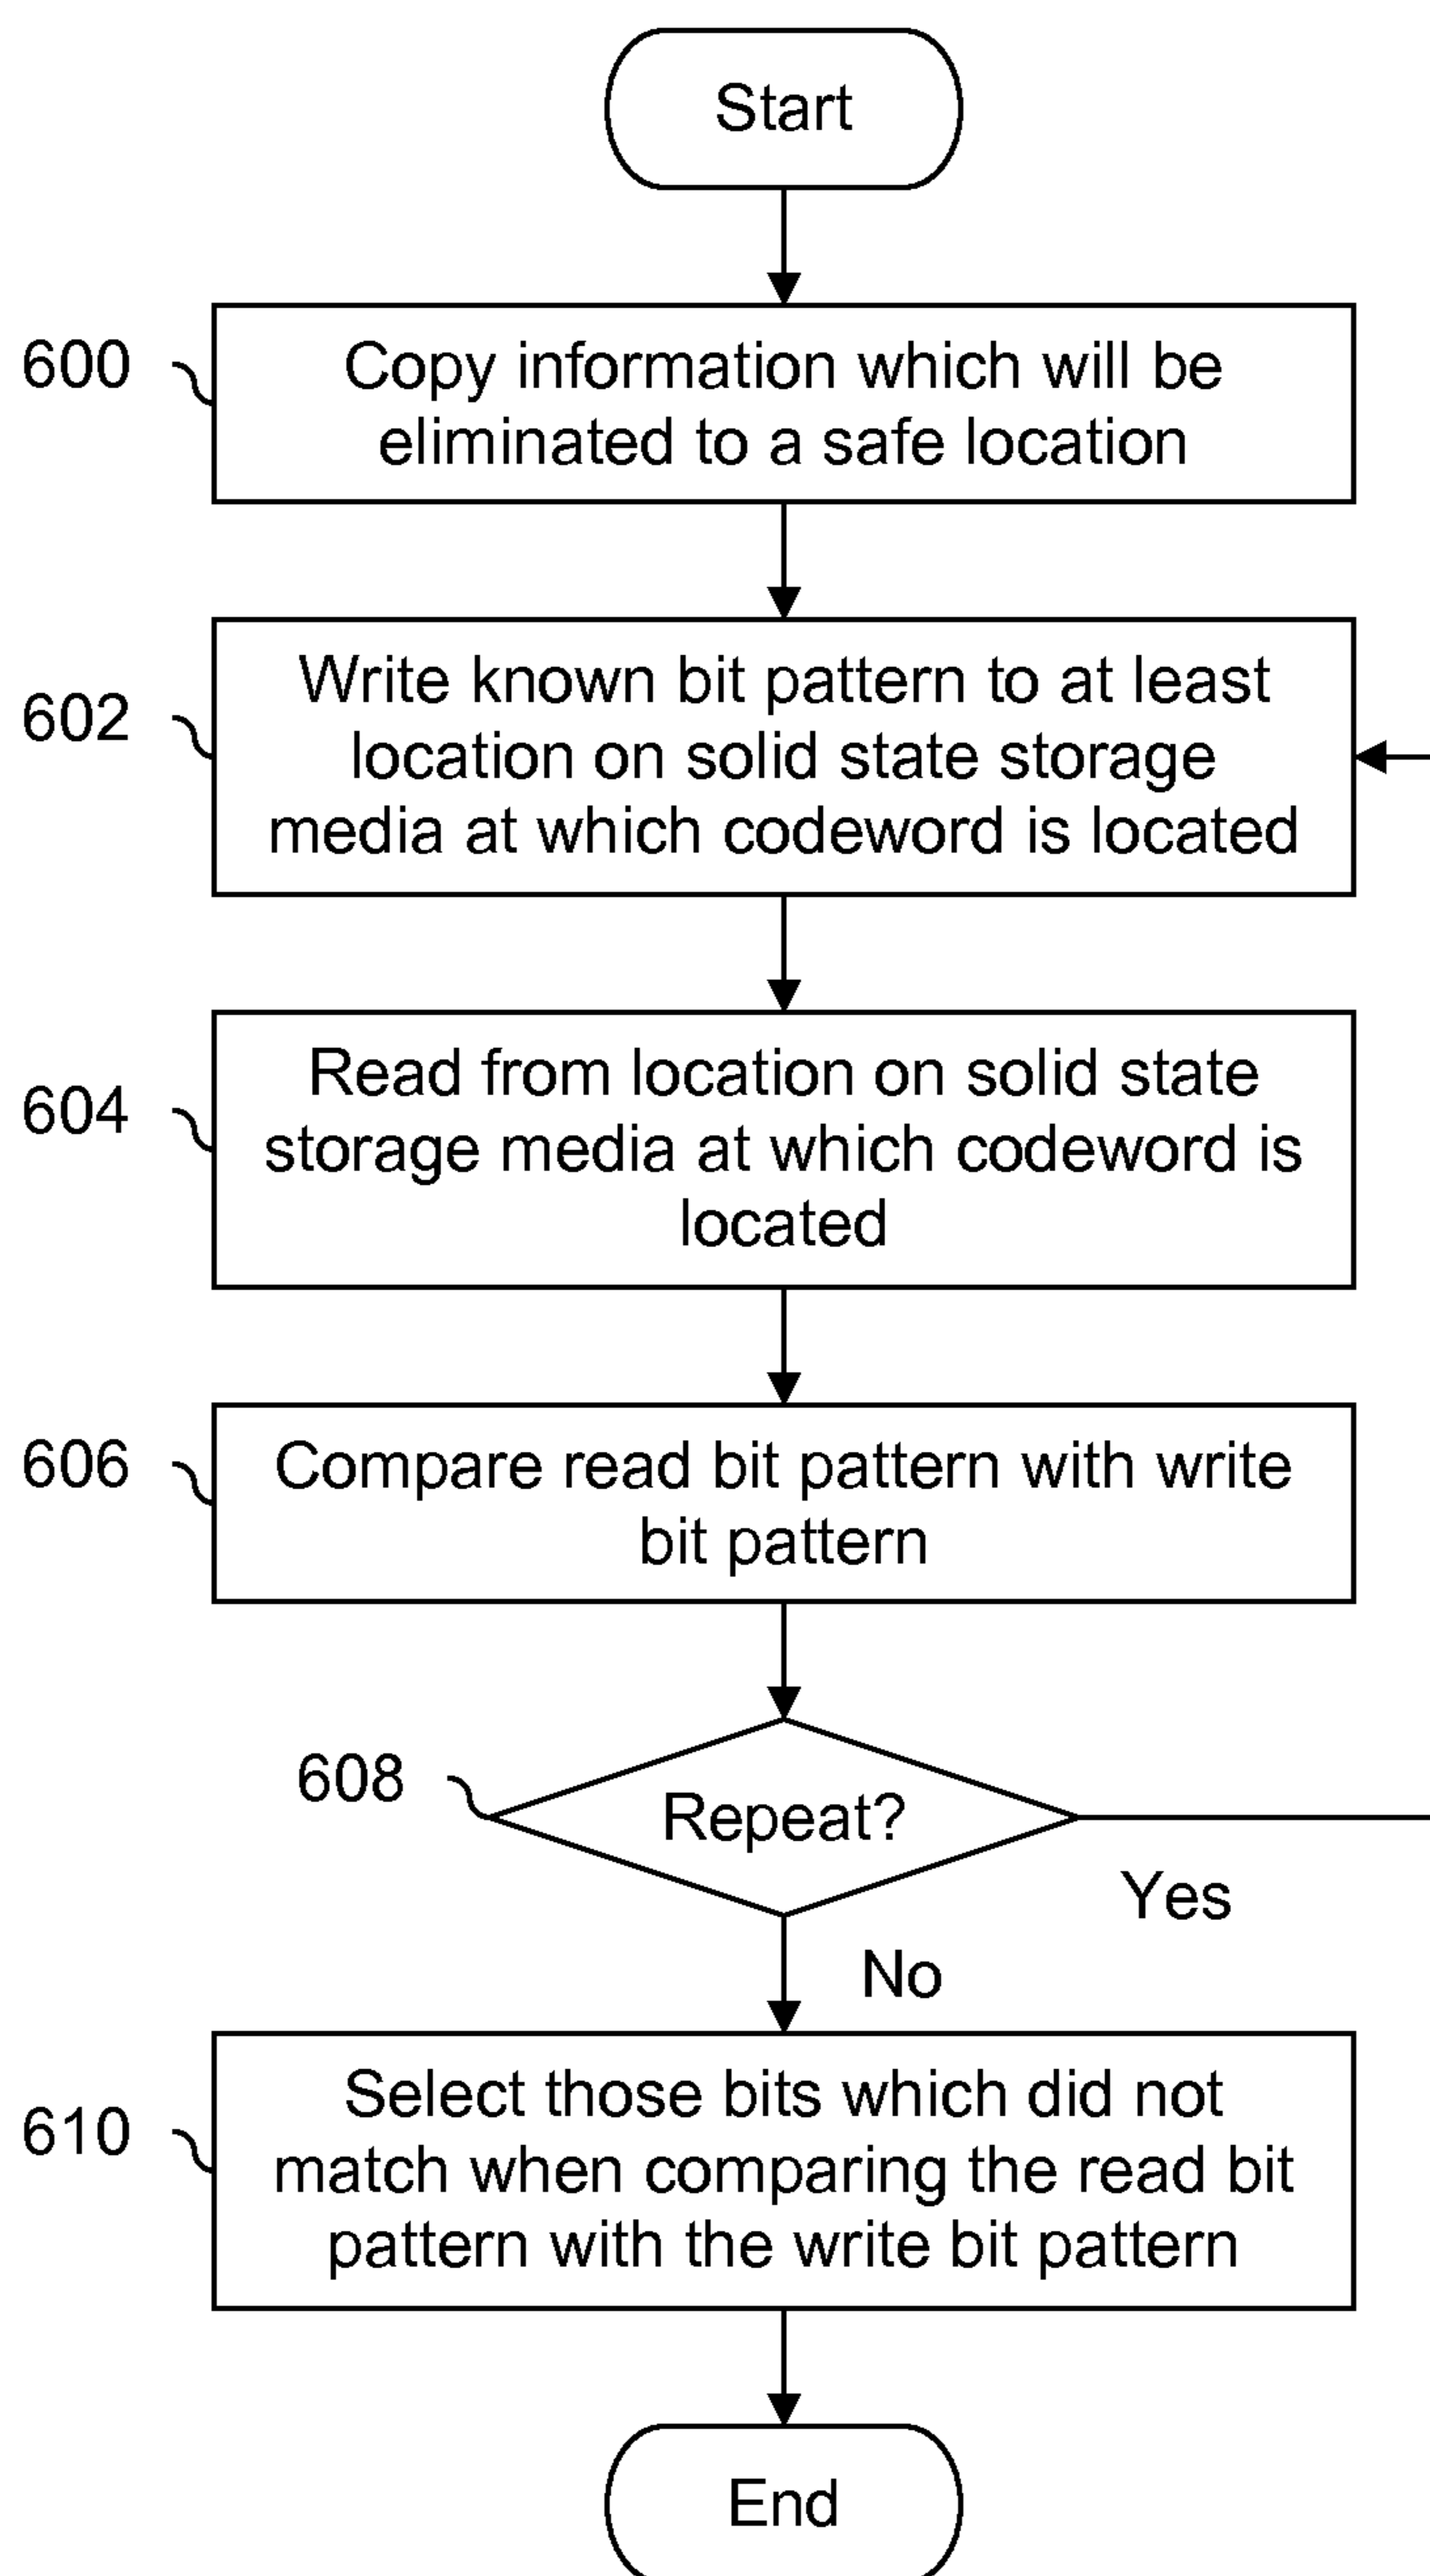 Start
600
Copy information which will be
eliminated to a safe location
602
Write known bit pattern to at least
location on solid state storage
media at which codeword is located
604
Read from location on solid state
storage media at which codeword is
located
606
Compare read bit pattern with write
bit pattern
608
Repeat?
Yes
No
610
Select those bits which did not
match when comparing the read bit
pattern with the write bit pattern
End